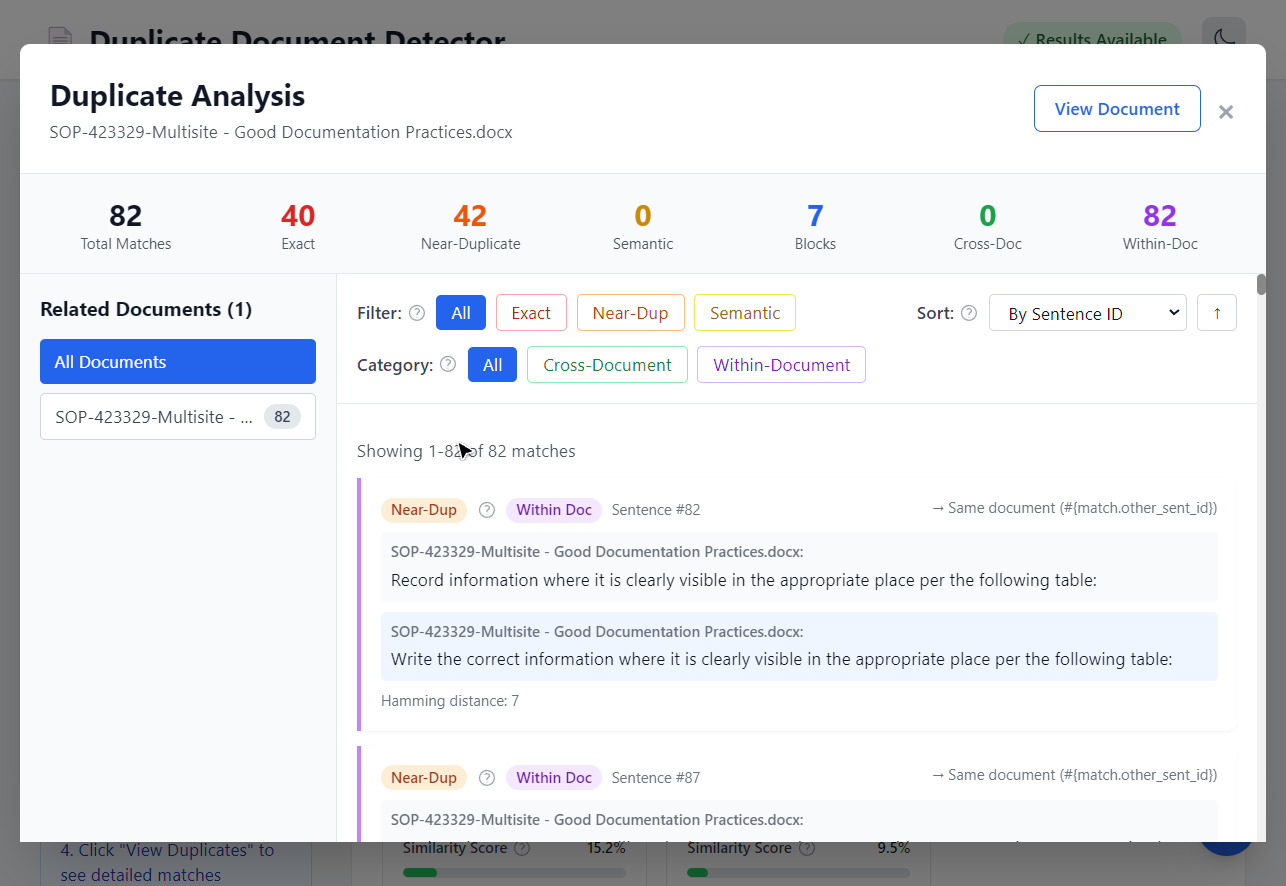 Duplicate Document Detector
✓ Results Available
Duplicate Analysis
SOP-423329-Multisite - Good Documentation Practices.docx
View Document
×
82
Total Matches
40
Exact
42
Near-Duplicate
0
Semantic
7
Blocks
0
Cross-Doc
82
Within-Doc
Related Documents (1)
All Documents
SOP-423329-Multisite - ... 82
Filter: ? All Exact Near-Dup Semantic
Sort: ? By Sentence ID ↑
Category: ? All Cross-Document Within-Document
Showing 1-82 of 82 matches
Near-Dup ? Within Doc Sentence #82 → Same document (#{match.other_sent_id})
SOP-423329-Multisite - Good Documentation Practices.docx:
Record information where it is clearly visible in the appropriate place per the following table:
SOP-423329-Multisite - Good Documentation Practices.docx:
Write the correct information where it is clearly visible in the appropriate place per the following table:
Hamming distance: 7
Near-Dup ? Within Doc Sentence #87 → Same document (#{match.other_sent_id})
SOP-423329-Multisite - Good Documentation Practices.docx:
4. Click "View Duplicates" to
see detailed matches
Similarity Score ? 15.2%
Similarity Score ? 9.5%